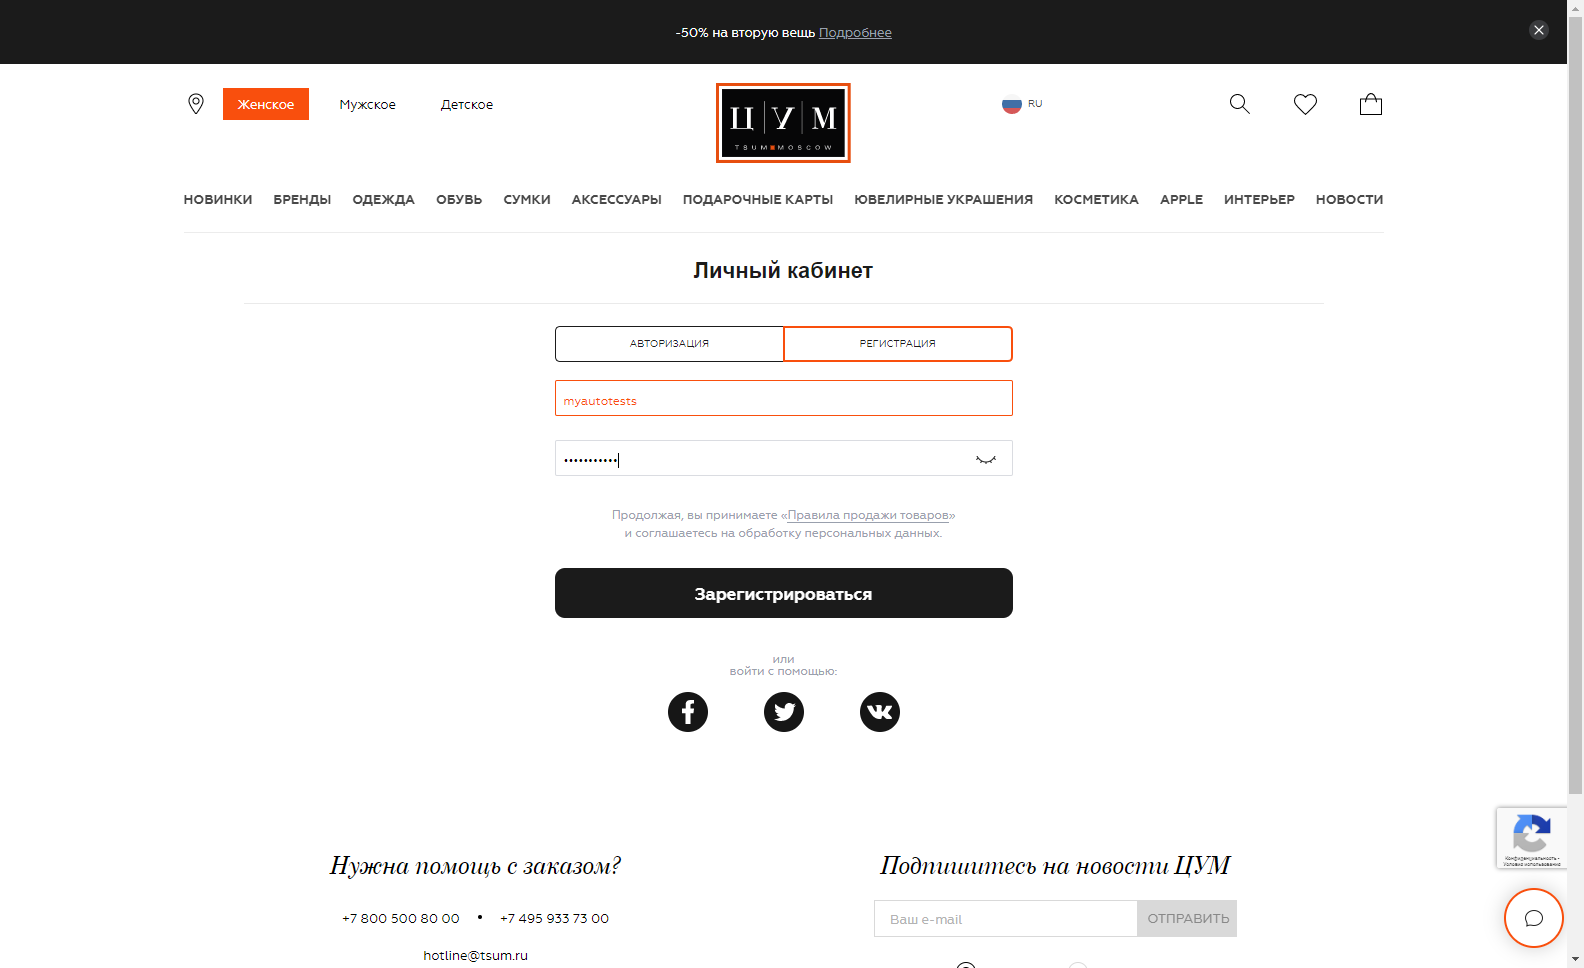 -50% на вторую вещь Подробнее
Женское
Мужское
Детское
Ц У М
TSUM MOSCOW
RU
НОВИНКИ
БРЕНДЫ
ОДЕЖДА
ОБУВЬ
СУМКИ
АКСЕССУАРЫ
ПОДАРОЧНЫЕ КАРТЫ
ЮВЕЛИРНЫЕ УКРАШЕНИЯ
КОСМЕТИКА
APPLE
ИНТЕРЬЕР
НОВОСТИ
Личный кабинет
АВТОРИЗАЦИЯ
РЕГИСТРАЦИЯ
myautotests
•••••••••••
Продолжая, вы принимаете «Правила продажи товаров»
и соглашаетесь на обработку персональных данных.
Зарегистрироваться
или
войти с помощью:
Нужна помощь с заказом?
+7 800 500 80 00 • +7 495 933 73 00
hotline@tsum.ru
Подпишитесь на новости ЦУМ
Ваш e-mail
ОТПРАВИТЬ
Конфиденциальность -
Условия использования